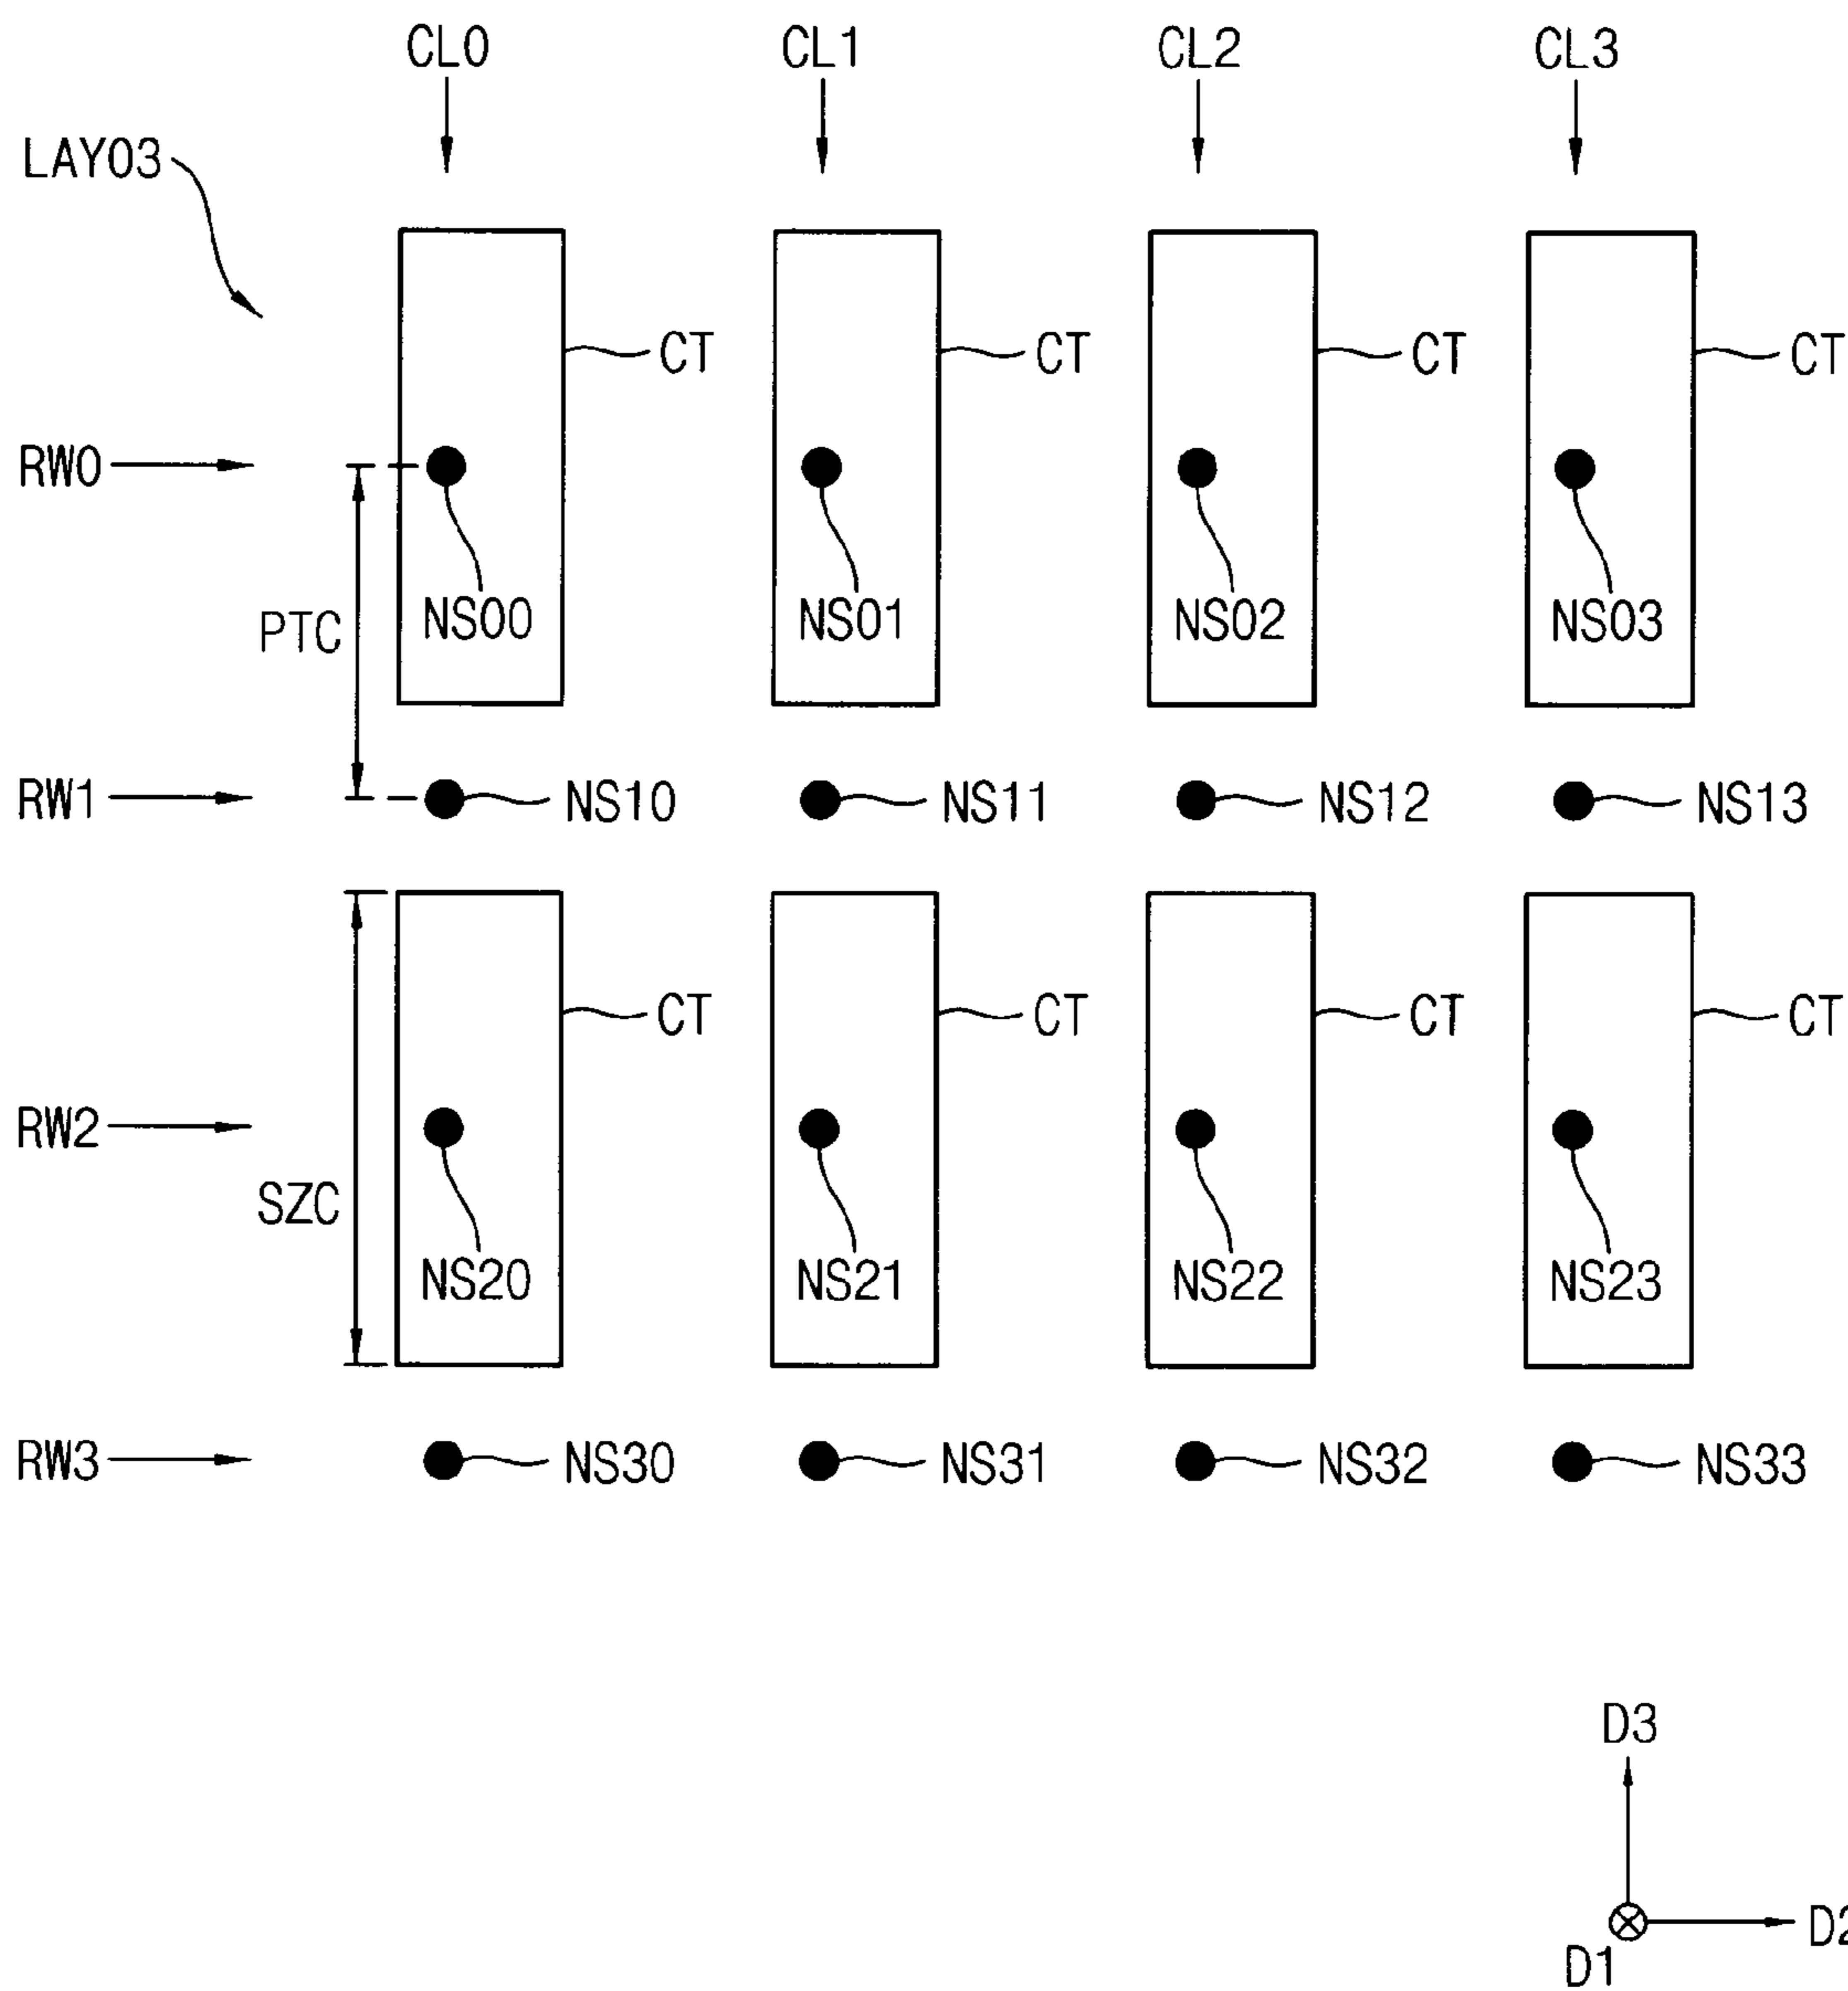 CL0 CL1 CL2 CL3
LAY03
CT CT CT CT
RW0
PTC NS00 NS01 NS02 NS03
RW1 NS10 NS11 NS12 NS13
CT CT CT CT
RW2
SZC
NS20 NS21 NS22 NS23
RW3 NS30 NS31 NS32 NS33
D3
D2
D1